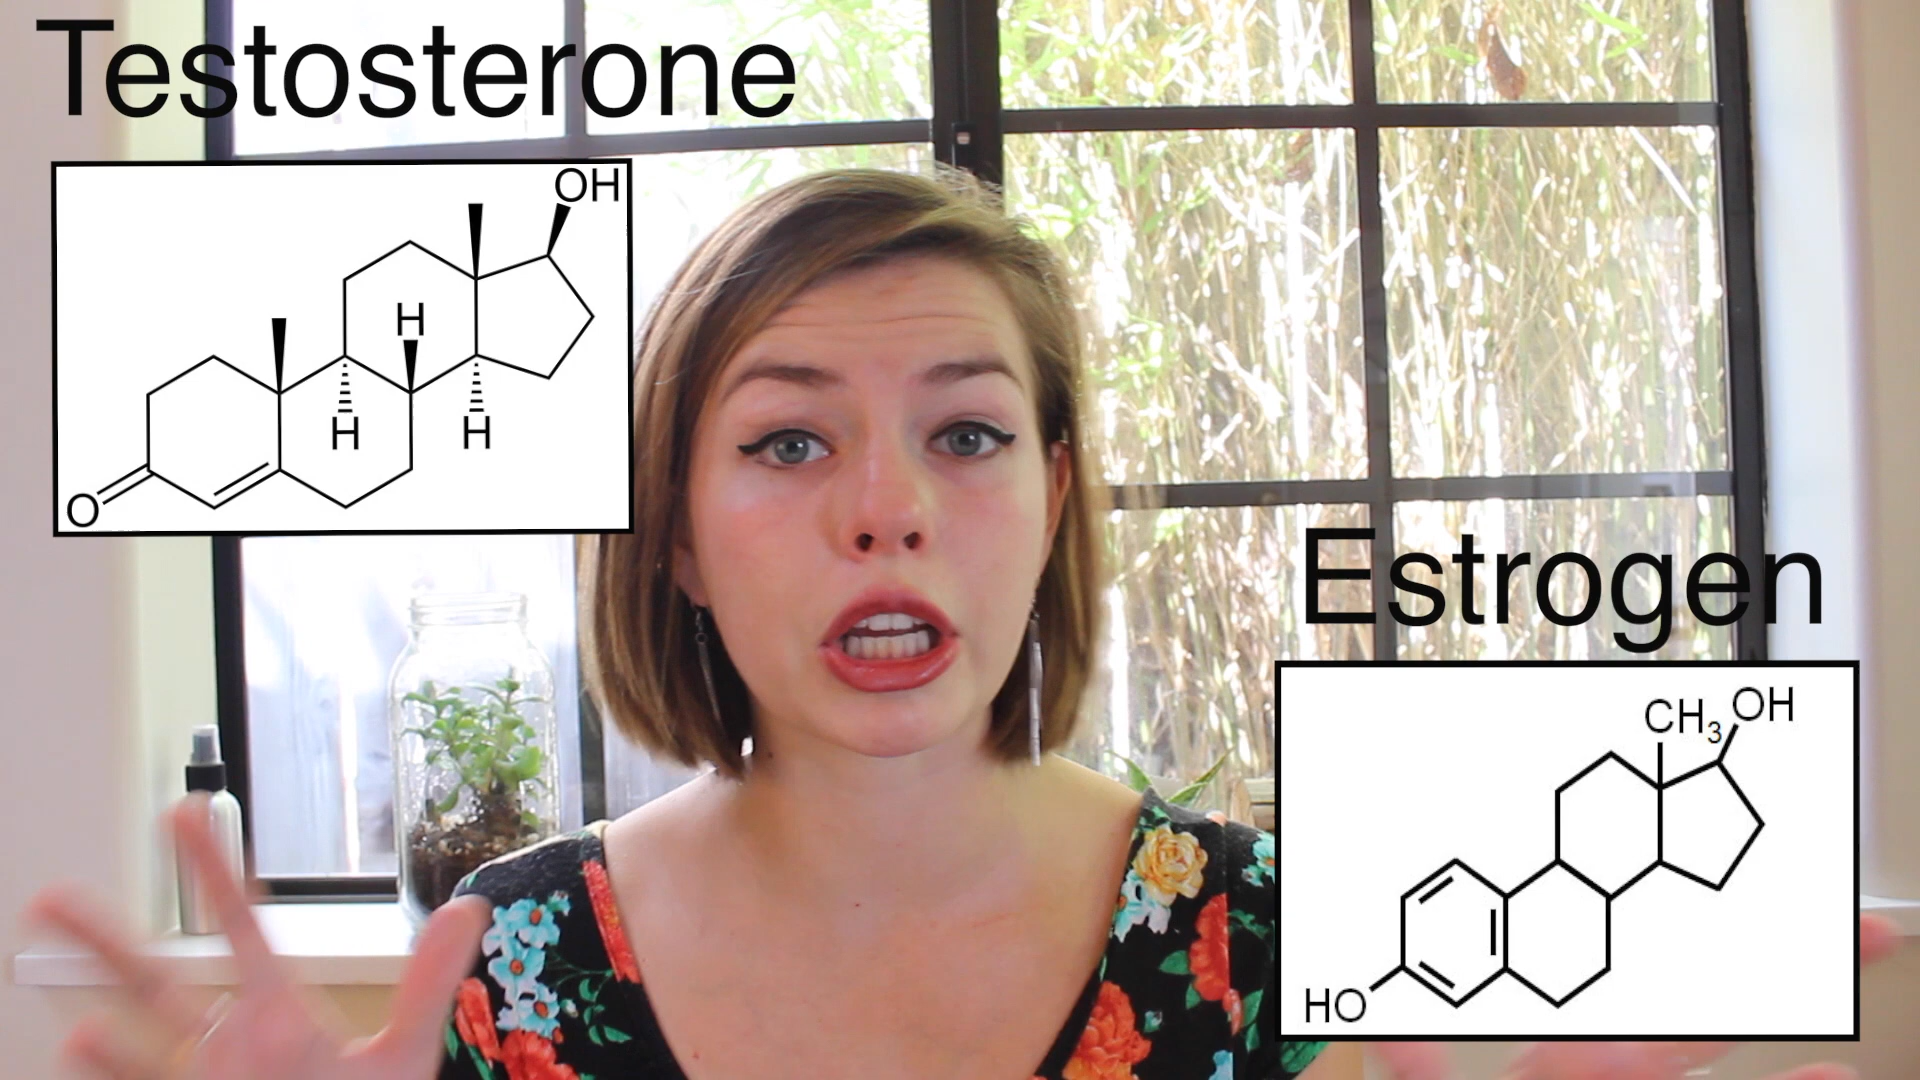 Testosterone
OH
H
H
H
O
Estrogen
CH3
OH
HO